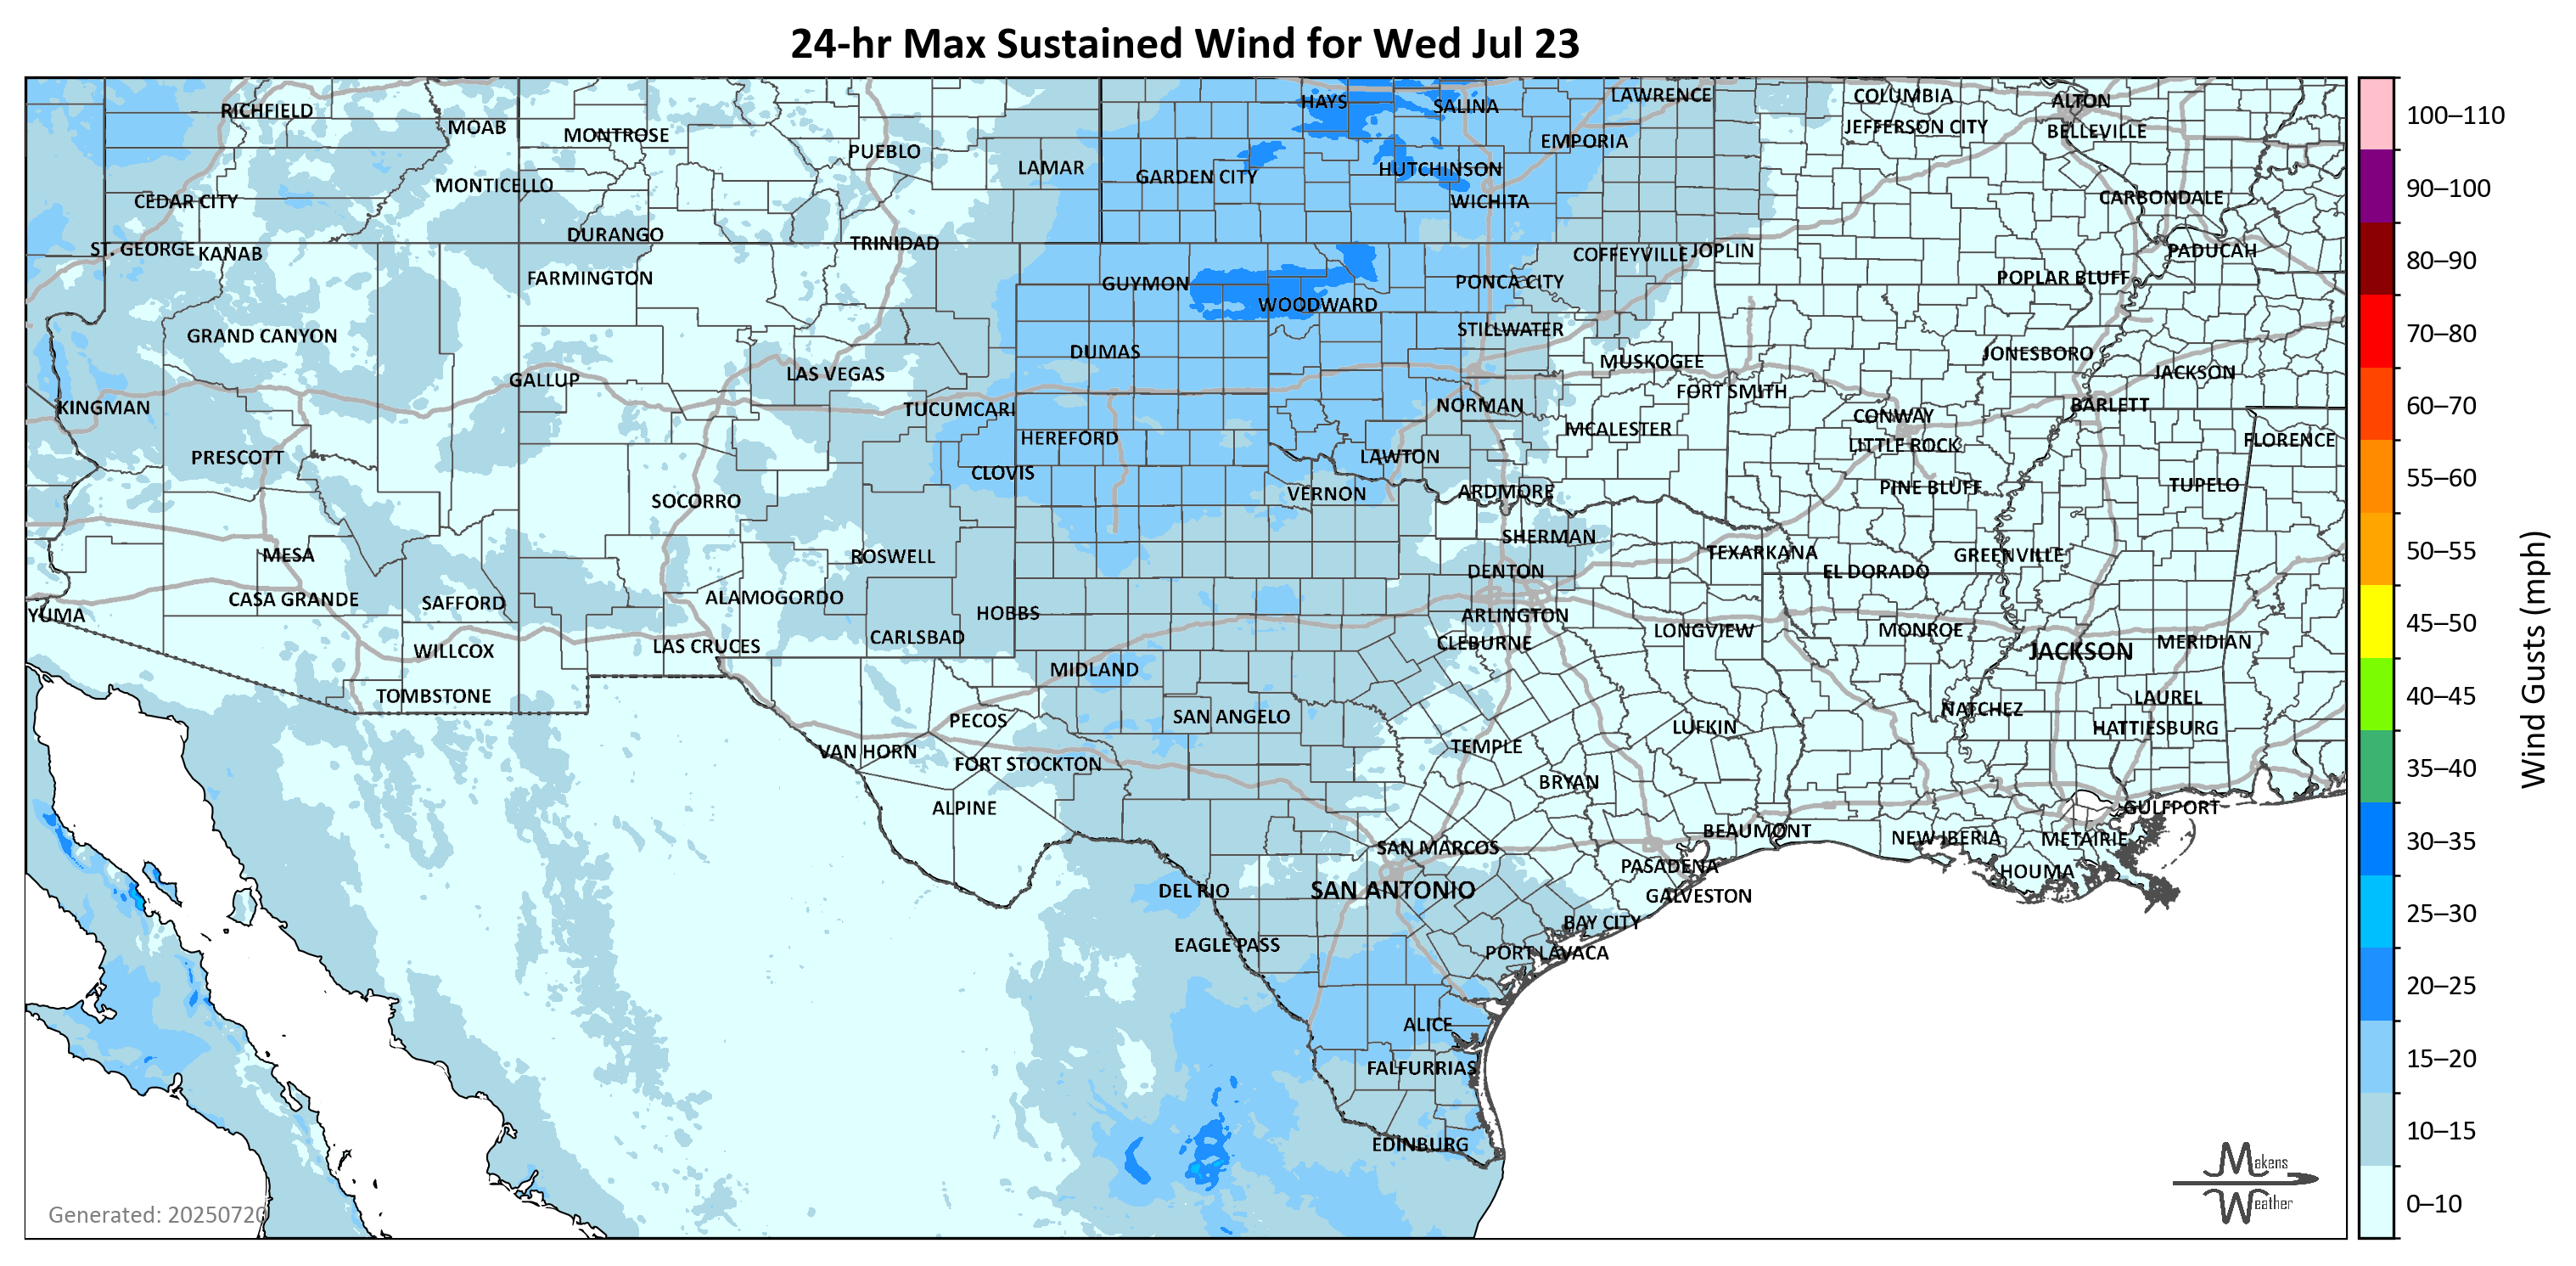 24-hr Max Sustained Wind for Wed Jul 23
RICHFIELD
MOAB
MONTROSE
PUEBLO
LAMAR
HAYS
SALINA
LAWRENCE
COLUMBIA
ALTON
JEFFERSON CITY
BELLEVILLE
EMPORIA
GARDEN CITY
HUTCHINSON
WICHITA
MONTICELLO
CEDAR CITY
CARBONDALE
ST. GEORGE
KANAB
DURANGO
TRINIDAD
COFFEYVILLE
JOPLIN
PADUCAH
FARMINGTON
GUYMON
PONCA CITY
POPLAR BLUFF
WOODWARD
GRAND CANYON
STILLWATER
DUMAS
MUSKOGEE
JONESBORO
JACKSON
GALLUP
LAS VEGAS
FORT SMITH
KINGMAN
TUCUMCARI
NORMAN
CONWAY
BARLETT
HEREFORD
MCALESTER
LITTLE ROCK
FLORENCE
PRESCOTT
CLOVIS
LAWTON
SOCORRO
VERNON
ARDMORE
PINE BLUFF
TUPELO
MESA
ROSWELL
SHERMAN
TEXARKANA
GREENVILLE
DENTON
EL DORADO
CASA GRANDE
SAFFORD
ALAMOGORDO
HOBBS
ARLINGTON
YUMA
WILLCOX
LAS CRUCES
CARLSBAD
CLEBURNE
LONGVIEW
MONROE
JACKSON
MERIDIAN
MIDLAND
TOMBSTONE
PECOS
SAN ANGELO
LUFKIN
NATCHEZ
LAUREL
HATTIESBURG
VAN HORN
FORT STOCKTON
TEMPLE
BRYAN
ALPINE
SAN MARCOS
BEAUMONT
NEW IBERIA
METAIRIE
GULFPORT
PASADENA
HOUMA
DEL RIO
SAN ANTONIO
GALVESTON
BAY CITY
EAGLE PASS
PORT LAVACA
ALICE
FALFURRIAS
EDINBURG
Generated: 20250720
Makens
Weather
100–110
90–100
80–90
70–80
60–70
55–60
50–55
45–50
40–45
35–40
30–35
25–30
20–25
15–20
10–15
0–10
Wind Gusts (mph)